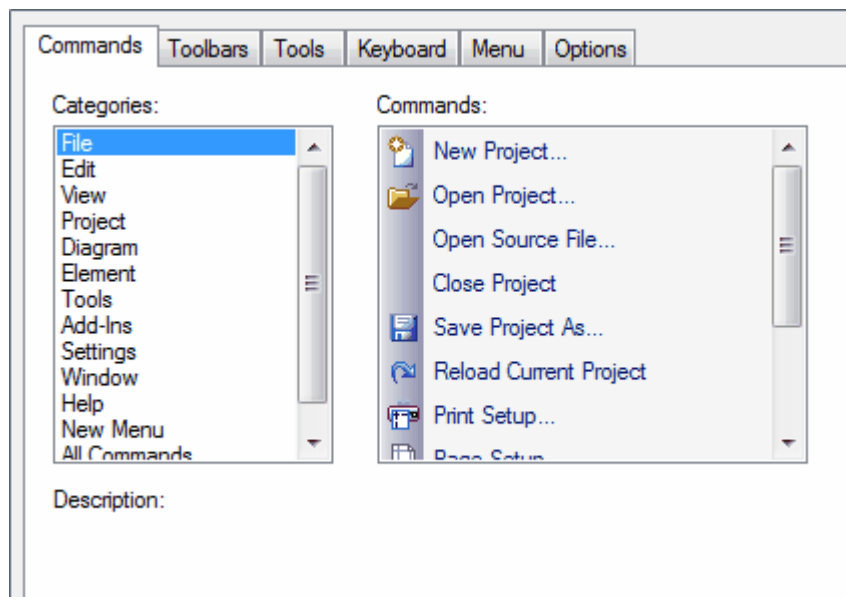 Commands Toolbars Tools Keyboard Menu Options
Categories:
File
Edit
View
Project
Diagram
Element
Tools
Add-Ins
Settings
Window
Help
New Menu
All Commands
Commands:
New Project...
Open Project...
Open Source File...
Close Project
Save Project As...
Reload Current Project
Print Setup...
Page Setup
Description: